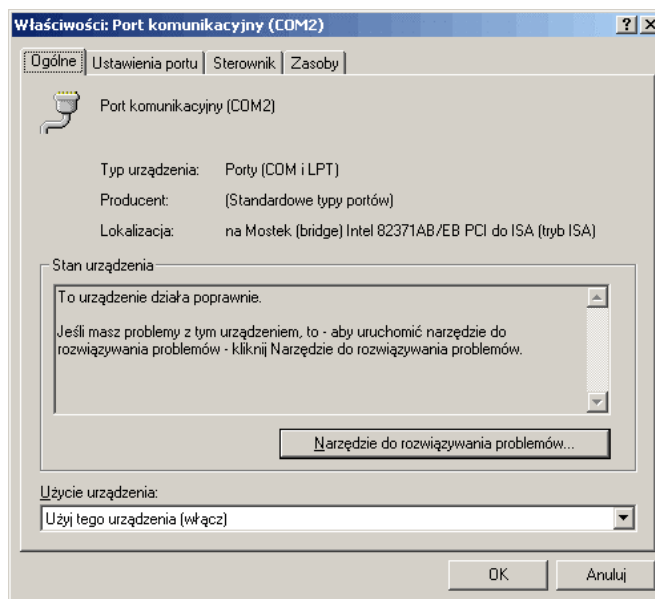 Właściwości: Port komunikacyjny (COM2)
Ogólne Ustawienia portu Sterownik Zasoby
Port komunikacyjny (COM2)
Typ urządzenia: Porty (COM i LPT)
Producent: (Standardowe typy portów)
Lokalizacja: na Mostek (bridge) Intel 82371AB/EB PCI do ISA (tryb ISA)
Stan urządzenia
To urządzenie działa poprawnie.
Jeśli masz problemy z tym urządzeniem, to - aby uruchomić narzędzie do
rozwiązywania problemów - kliknij Narzędzie do rozwiązywania problemów.
Narzędzie do rozwiązywania problemów...
Użycie urządzenia:
Użyj tego urządzenia (włącz)
OK Anuluj